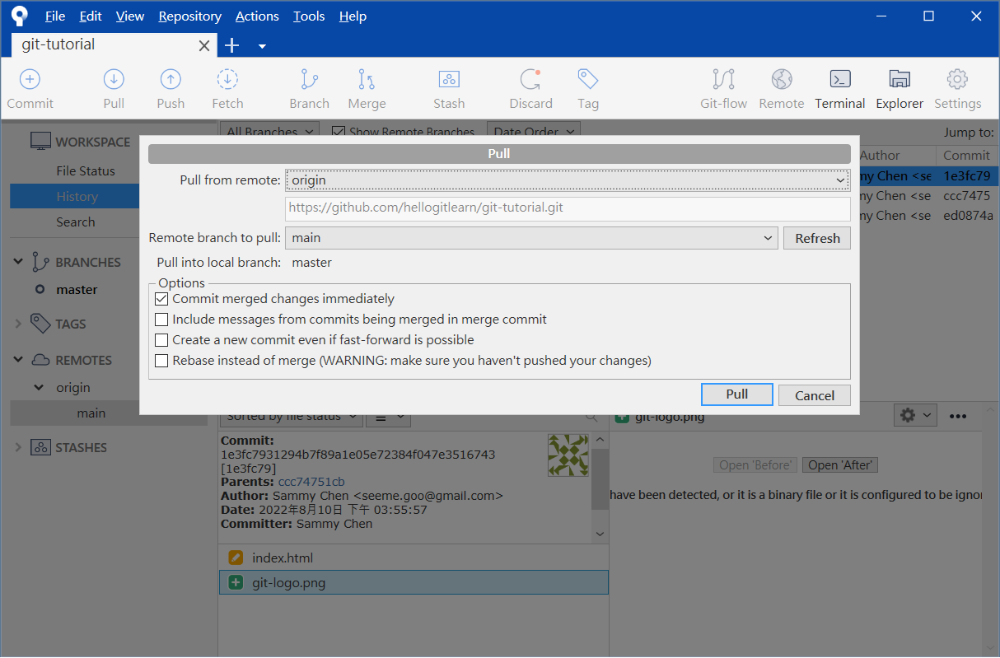 File Edit View Repository Actions Tools Help
git-tutorial
Commit Pull Push Fetch Branch Merge Stash Discard Tag Git-flow Remote Terminal Explorer Settings
WORKSPACE
File Status
History
Search
BRANCHES
master
TAGS
REMOTES
origin
main
STASHES
All Branches Show Remote Branches Date Order Jump to:
Author Commit
my Chen <se 1e3fc79
my Chen <se ccc7475
my Chen <se ed0874a
Pull
Pull from remote: origin
https://github.com/hellogitlearn/git-tutorial.git
Remote branch to pull: main Refresh
Pull into local branch: master
Options
Commit merged changes immediately
Include messages from commits being merged in merge commit
Create a new commit even if fast-forward is possible
Rebase instead of merge (WARNING: make sure you haven't pushed your changes)
Pull Cancel
Sorted by file status
git-logo.png
Commit:
1e3fc7931294b7f89a1e05e72384f047e3516743
[1e3fc79]
Parents: ccc74751cb
Author: Sammy Chen <seeme.goo@gmail.com>
Date: 2022年8月10日 下午 03:55:57
Committer: Sammy Chen
index.html
git-logo.png
Open 'Before' Open 'After'
have been detected, or it is a binary file or it is configured to be ignor